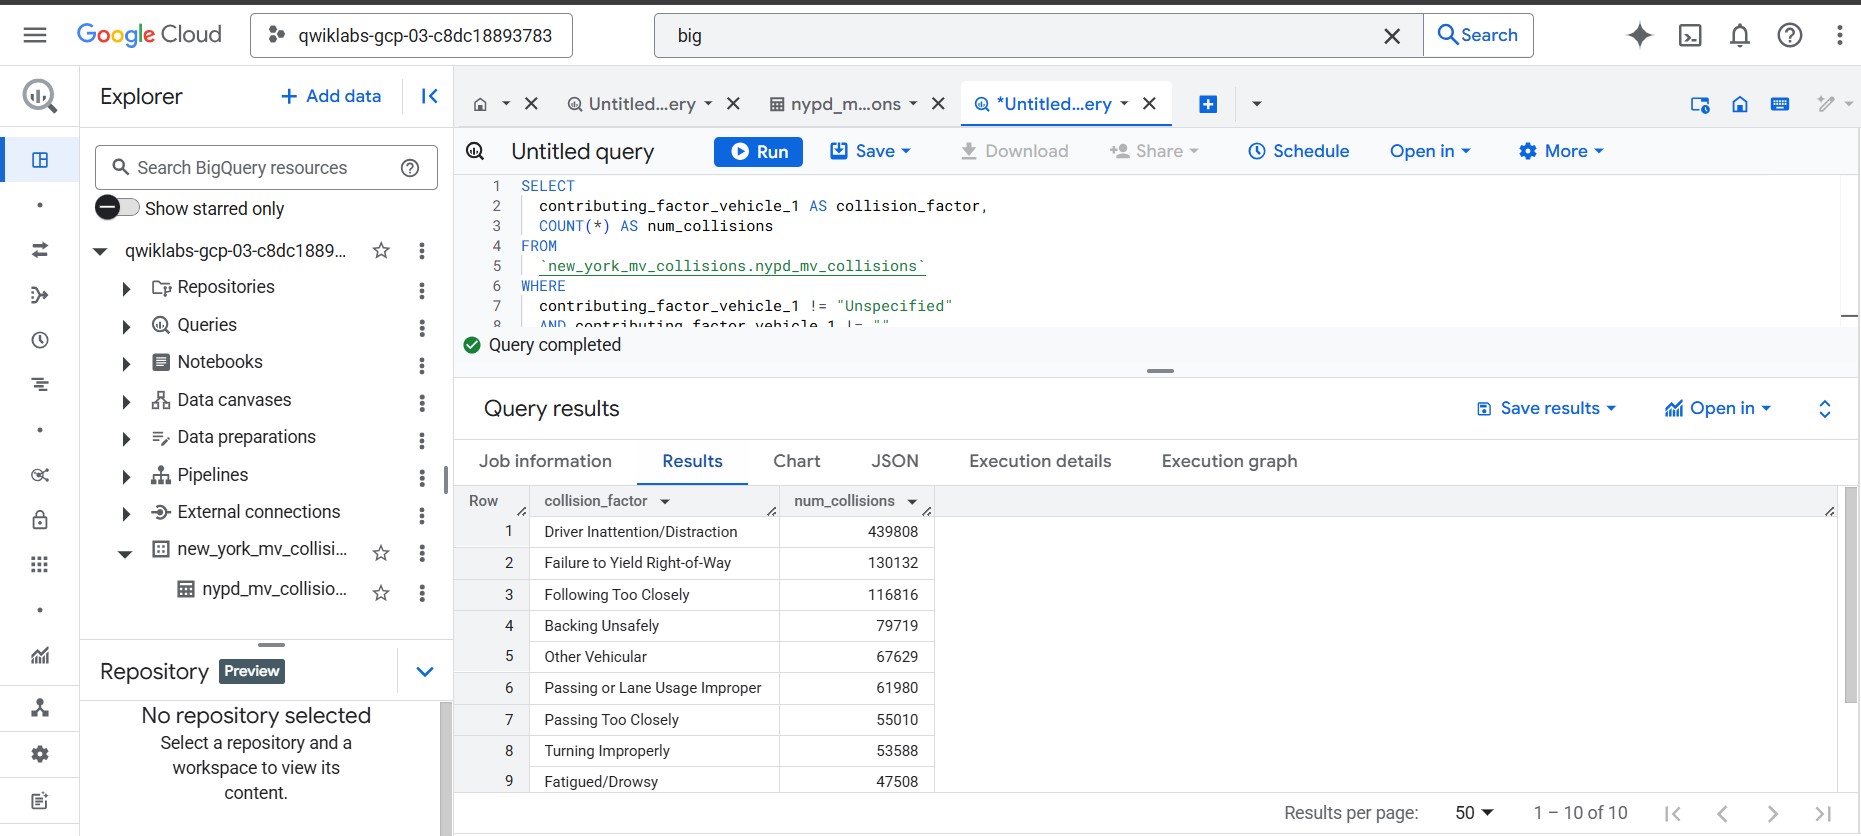 Google Cloud
qwiklabs-gcp-03-c8dc18893783
big
Search
Explorer
+ Add data
Untitled...ery
nypd_m...ons
*Untitled...ery
Search BigQuery resources
Show starred only
qwiklabs-gcp-03-c8dc1889...
Repositories
Queries
Notebooks
Data canvases
Data preparations
Pipelines
External connections
new_york_mv_collisi...
nypd_mv_collisio...
Repository Preview
No repository selected
Select a repository and a
workspace to view its
content.
Untitled query
Run
Save
Download
Share
Schedule
Open in
More
1 SELECT
2 contributing_factor_vehicle_1 AS collision_factor,
3 COUNT(*) AS num_collisions
4 FROM
5 `new_york_mv_collisions.nypd_mv_collisions`
6 WHERE
7 contributing_factor_vehicle_1 != "Unspecified"
8 AND contributing_factor_vehicle_1 != ""
Query completed
Query results
Save results
Open in
Job information
Results
Chart
JSON
Execution details
Execution graph
Row collision_factor num_collisions
1 Driver Inattention/Distraction 439808
2 Failure to Yield Right-of-Way 130132
3 Following Too Closely 116816
4 Backing Unsafely 79719
5 Other Vehicular 67629
6 Passing or Lane Usage Improper 61980
7 Passing Too Closely 55010
8 Turning Improperly 53588
9 Fatigued/Drowsy 47508
Results per page: 50 1 – 10 of 10